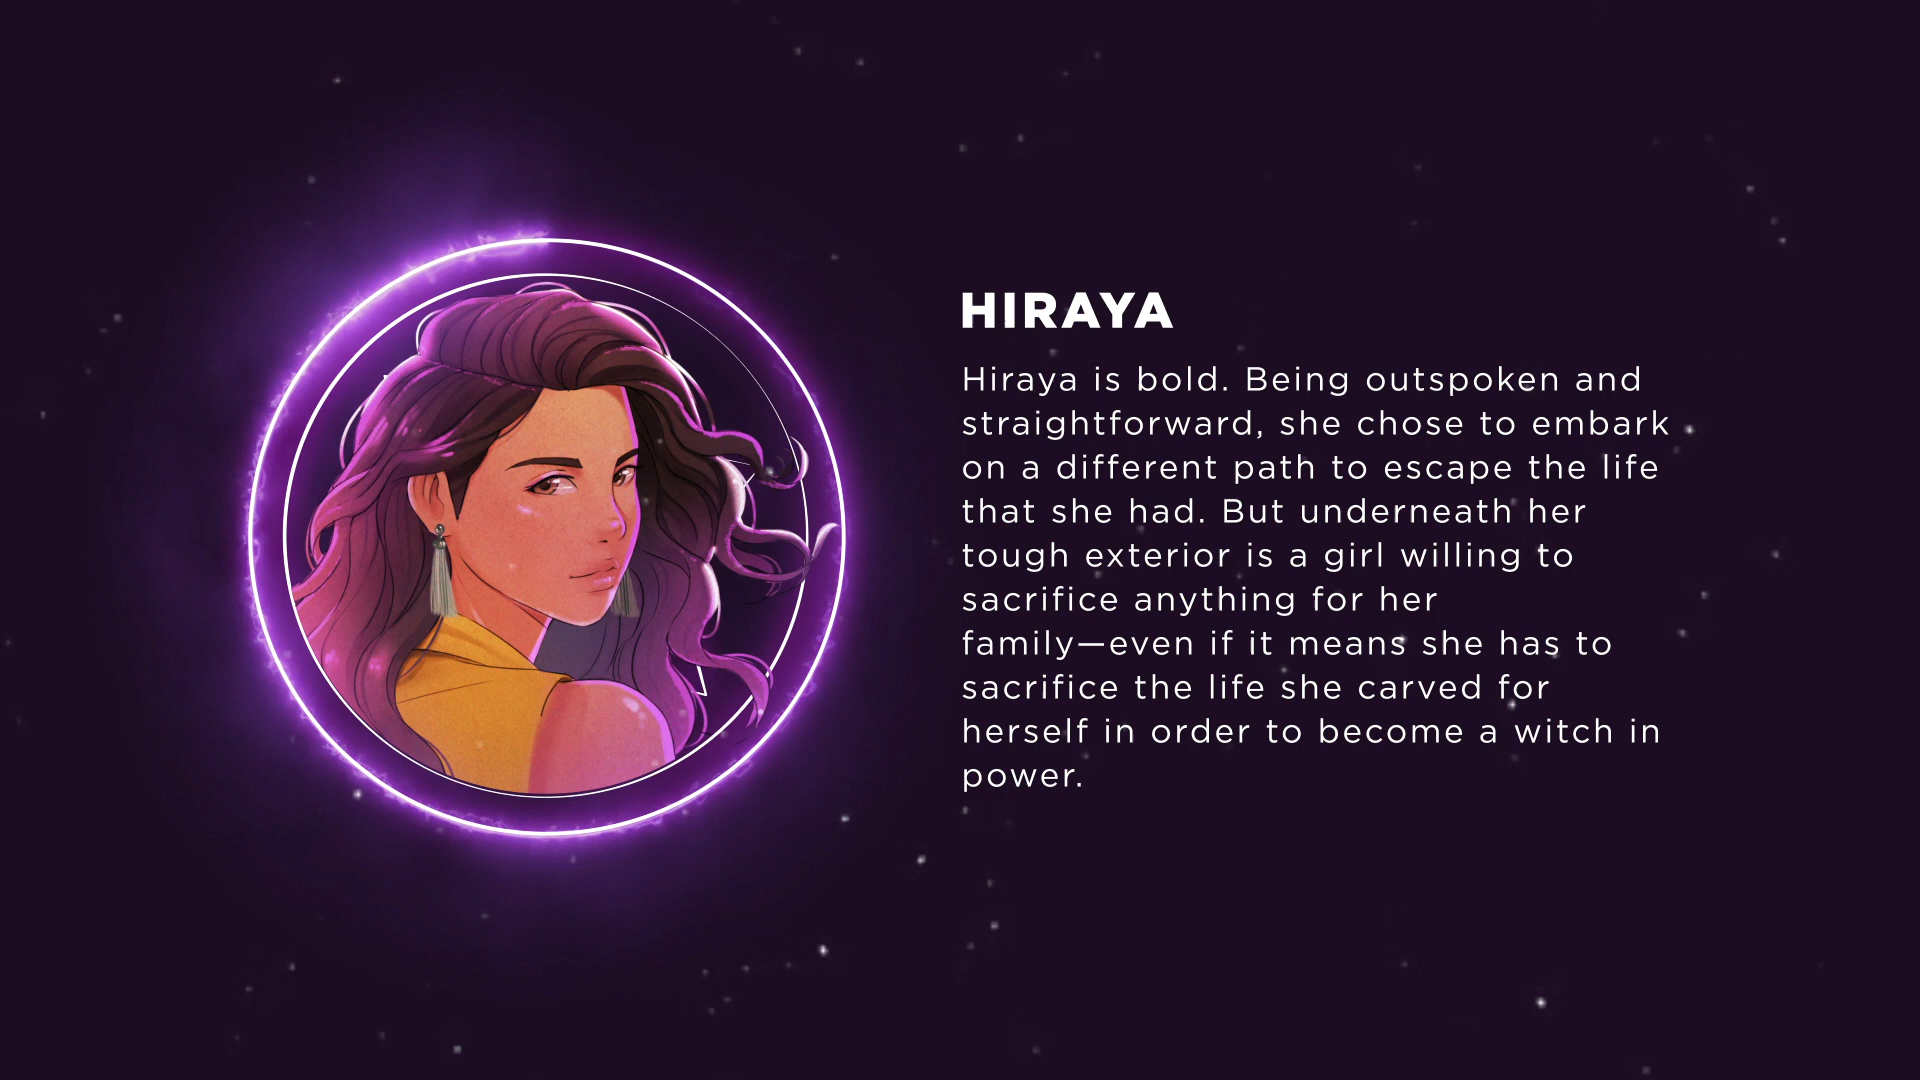 HIRAYA
Hiraya is bold. Being outspoken and
straightforward, she chose to embark
on a different path to escape the life
that she had. But underneath her
tough exterior is a girl willing to
sacrifice anything for her
family—even if it means she has to
sacrifice the life she carved for
herself in order to become a witch in
power.